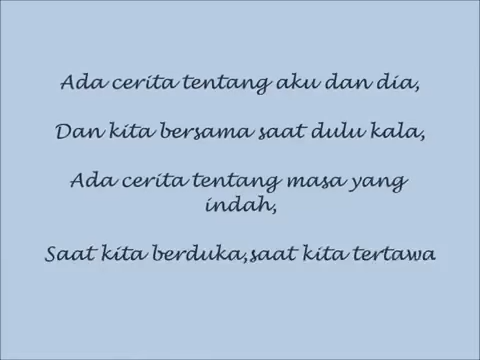 Ada cerita tentang aku dan dia,
Dan kita bersama saat dulu kala,
Ada cerita tentang masa yang
indah,
Saat kita berduka,saat kita tertawa